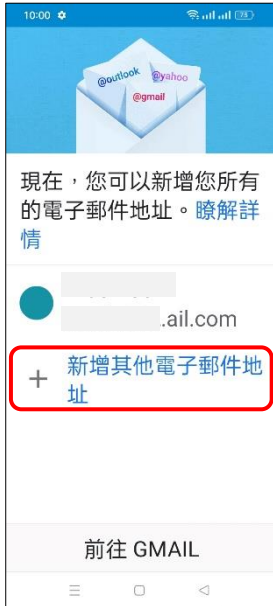 10:00
75
@outlook @yahoo
@gmail
現在，您可以新增您所有
的電子郵件地址。瞭解詳
情
.ail.com
+ 新增其他電子郵件地
址
前往 GMAIL